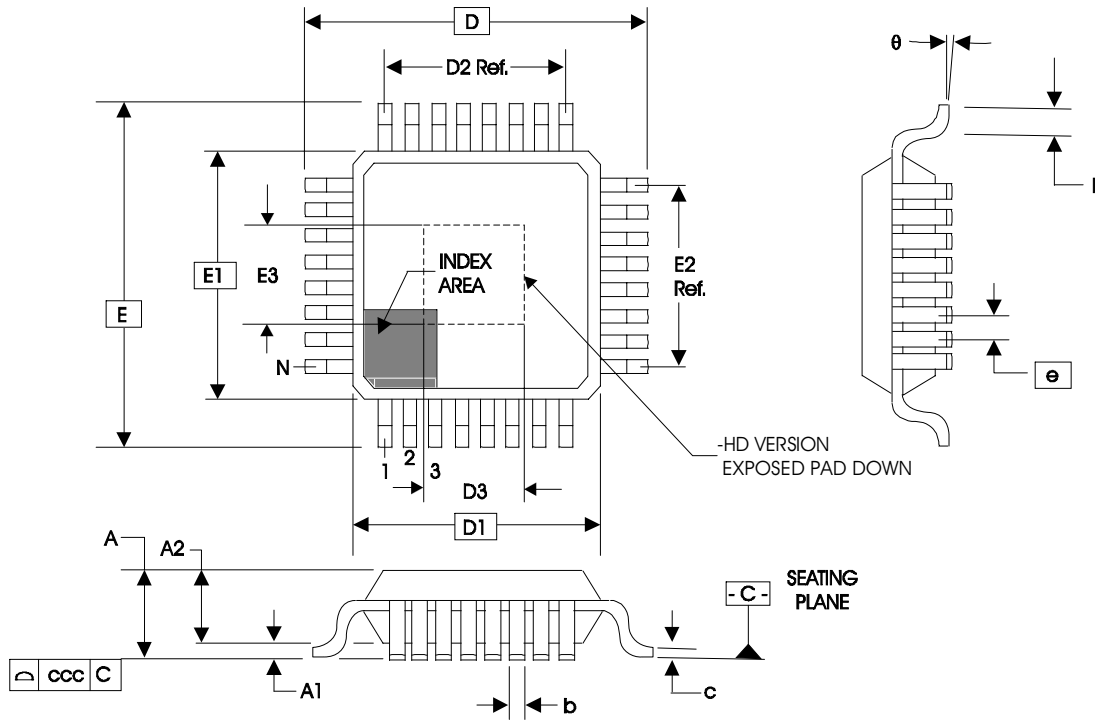 D
D2 Ref.
θ
E
E1
E3
INDEX
AREA
E2
Ref.
N
e
1
2
3
D3
D1
-HD VERSION
EXPOSED PAD DOWN
A
A2
- C -
SEATING
PLANE
ccc C
A1
b
c